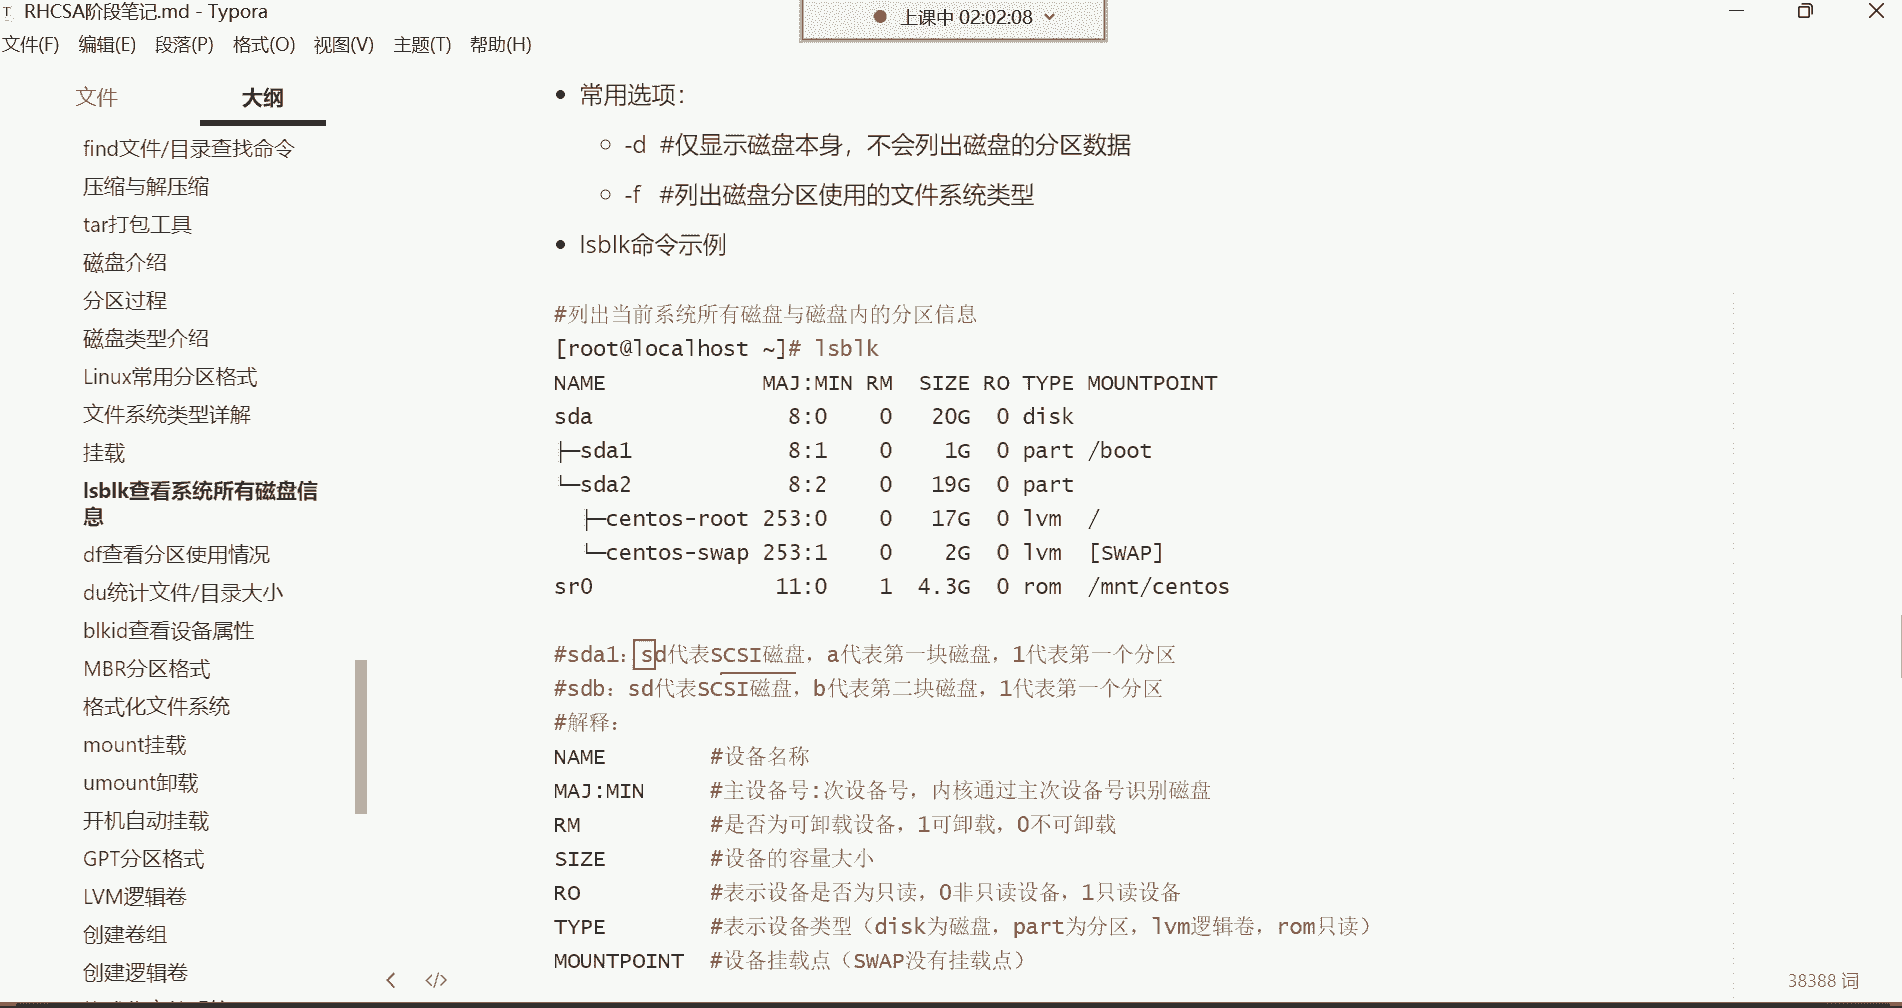 RHCSA阶段笔记.md - Typora
上课中 02:02:08
文件(F) 编辑(E) 段落(P) 格式(O) 视图(V) 主题(T) 帮助(H)
文件 大纲
find文件/目录查找命令
压缩与解压缩
tar打包工具
磁盘介绍
分区过程
磁盘类型介绍
Linux常用分区格式
文件系统类型详解
挂载
lsblk查看系统所有磁盘信
息
df查看分区使用情况
du统计文件/目录大小
blkid查看设备属性
MBR分区格式
格式化文件系统
mount挂载
umount卸载
开机自动挂载
GPT分区格式
LVM逻辑卷
创建卷组
创建逻辑卷
常用选项：
-d #仅显示磁盘本身，不会列出磁盘的分区数据
-f #列出磁盘分区使用的文件系统类型
lsblk命令示例
#列出当前系统所有磁盘与磁盘内的分区信息
[root@localhost ~]# lsblk
NAME MAJ:MIN RM SIZE RO TYPE MOUNTPOINT
sda 8:0 0 20G 0 disk
├─sda1 8:1 0 1G 0 part /boot
└─sda2 8:2 0 19G 0 part
├─centos-root 253:0 0 17G 0 lvm /
└─centos-swap 253:1 0 2G 0 lvm [SWAP]
sr0 11:0 1 4.3G 0 rom /mnt/centos
#sda1：sd代表SCSI磁盘，a代表第一块磁盘，1代表第一个分区
#sdb：sd代表SCSI磁盘，b代表第二块磁盘，1代表第一个分区
#解释：
NAME #设备名称
MAJ:MIN #主设备号:次设备号，内核通过主次设备号识别磁盘
RM #是否为可卸载设备，1可卸载，0不可卸载
SIZE #设备的容量大小
RO #表示设备是否为只读，0非只读设备，1只读设备
TYPE #表示设备类型（disk为磁盘，part为分区，lvm逻辑卷，rom只读）
MOUNTPOINT #设备挂载点（SWAP没有挂载点）
38388 词